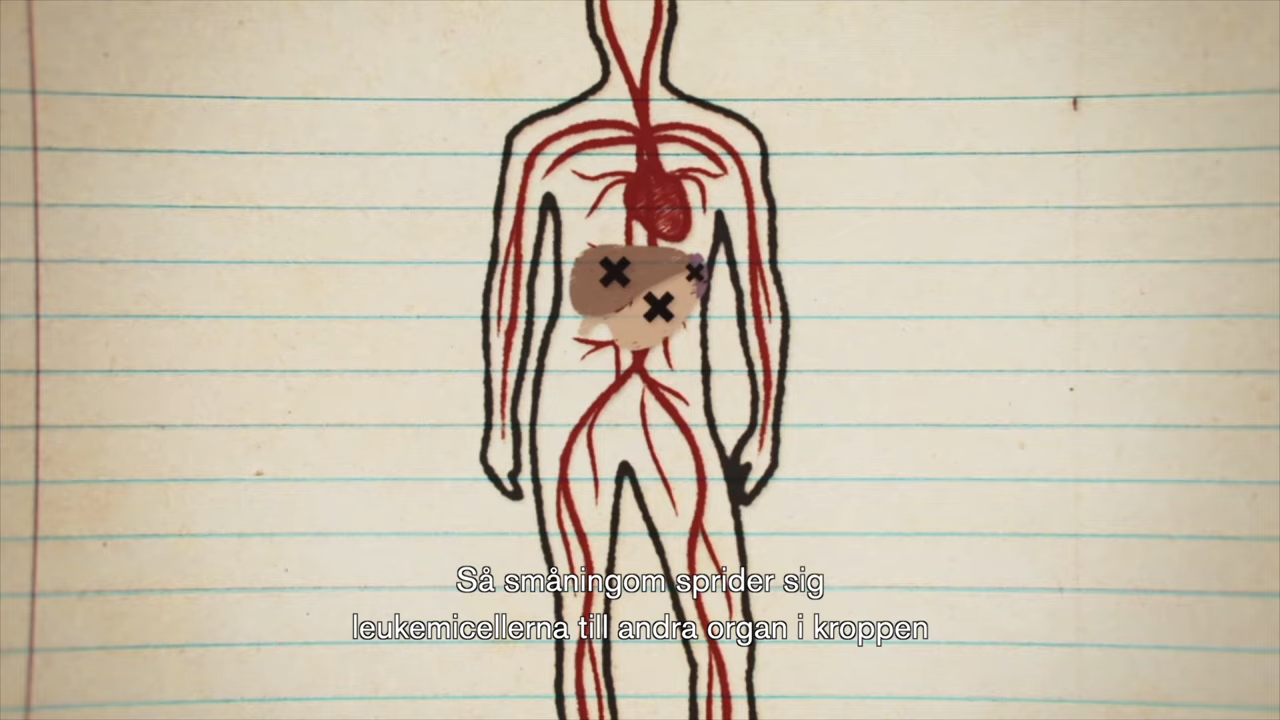 Så småningom sprider sig
leukemicellerna till andra organ i kroppen